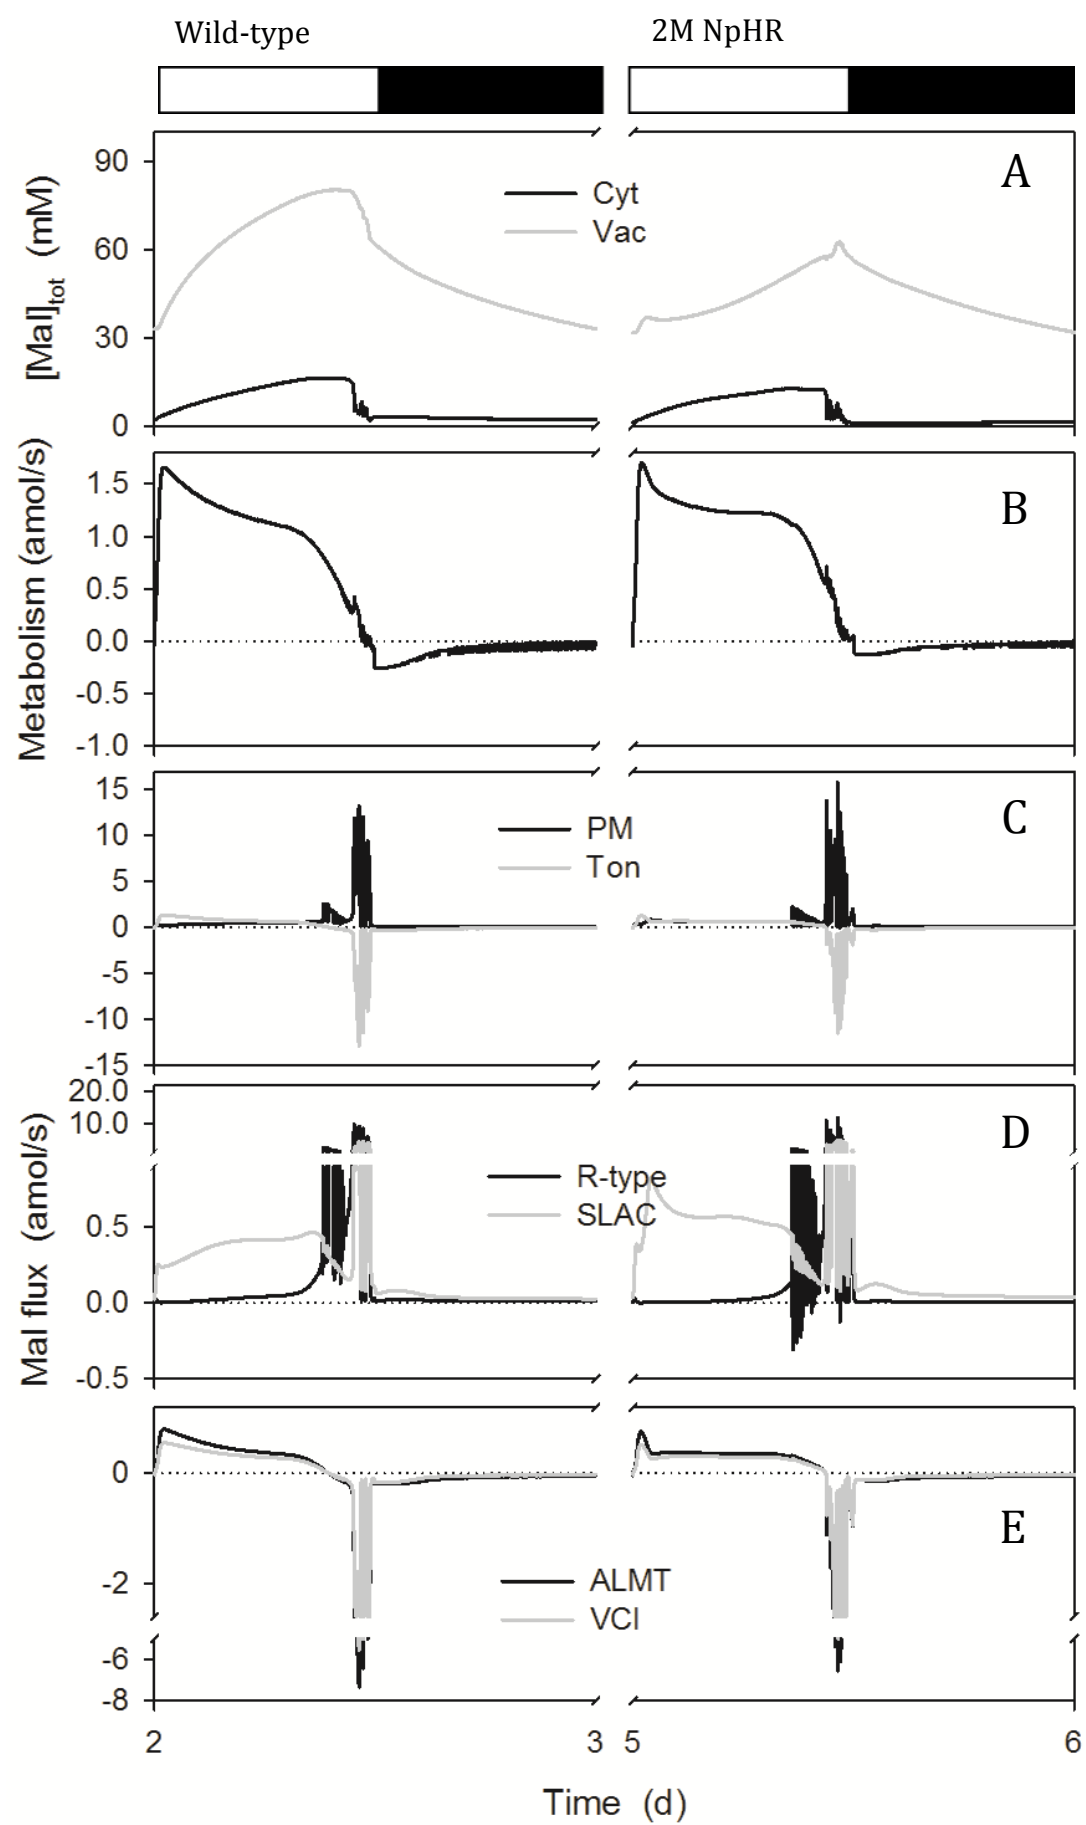 Wild-type
2M NpHR
A
[Mal]tot (mM)
90
60
30
0
Cyt
Vac
B
Metabolism (amol/s)
1.5
1.0
0.5
0.0
-0.5
-1.0
C
15
10
5
0
-5
-10
-15
PM
Ton
D
Mal flux (amol/s)
20.0
10.0
0.5
0.0
-0.5
R-type
SLAC
E
0
-2
-6
-8
ALMT
VCl
2
3
5
6
Time (d)